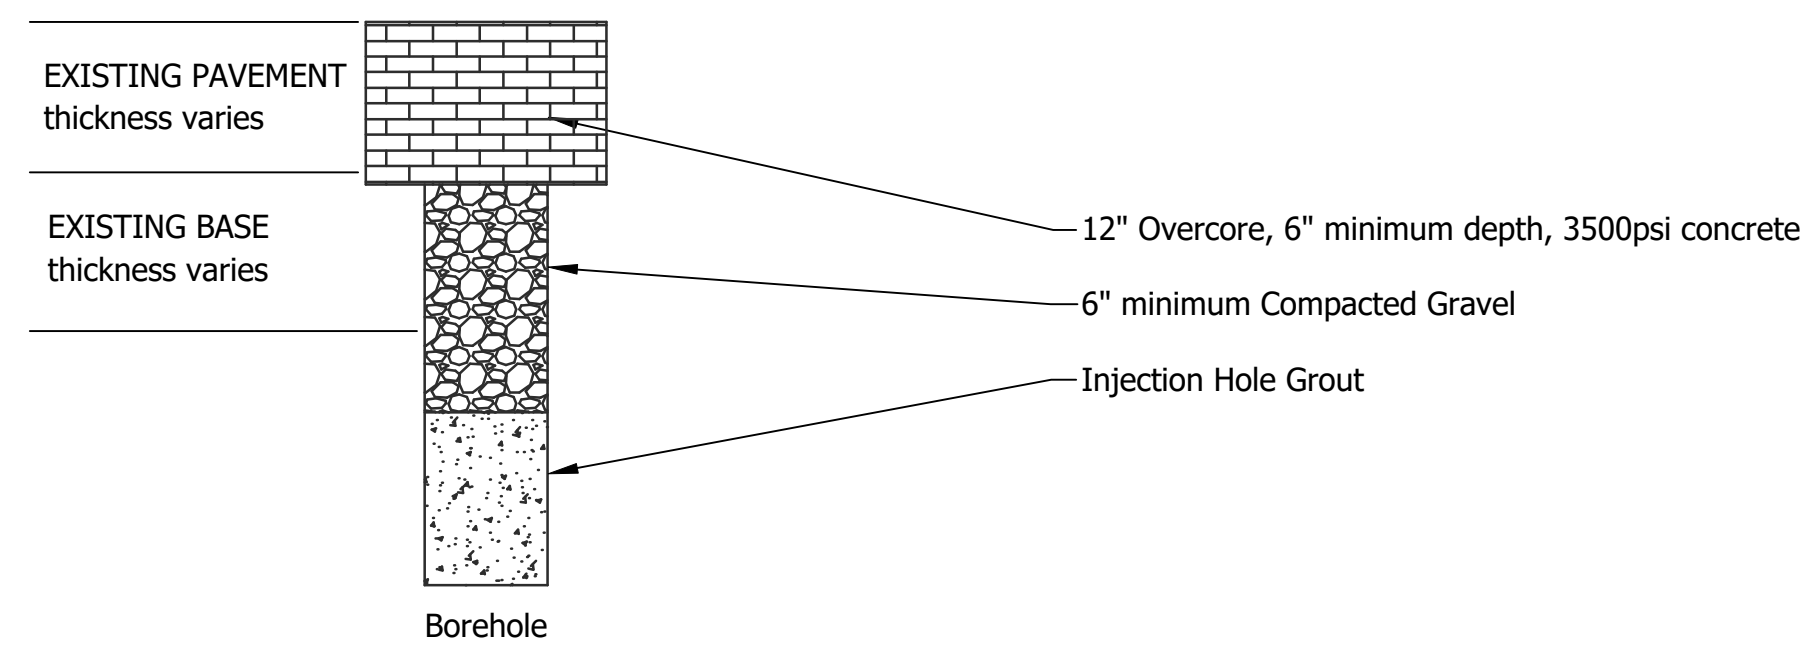 EXISTING PAVEMENT
thickness varies
EXISTING BASE
thickness varies
12" Overcore, 6" minimum depth, 3500psi concrete
6" minimum Compacted Gravel
Injection Hole Grout
Borehole